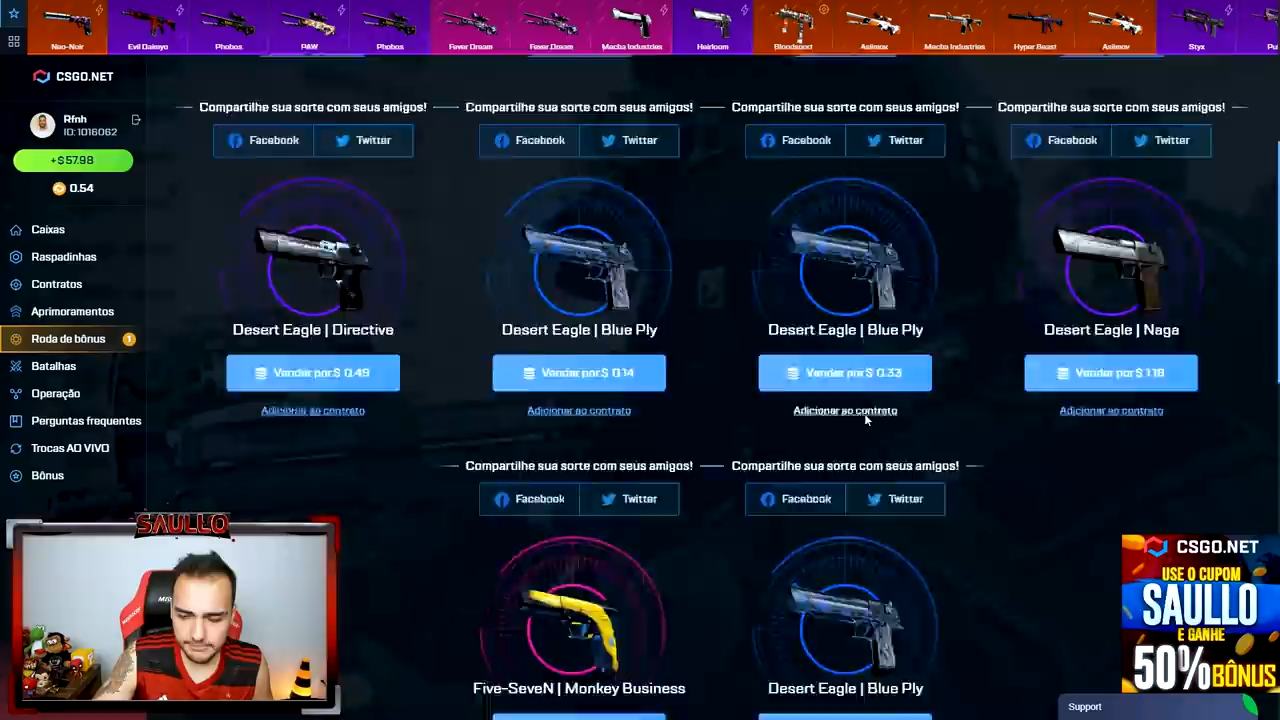 Neo-Noir
Evil Daimyo
Phobos
PAW
Phobos
Fever Dream
Fever Dream
Mecha Industries
Heirloom
Bloodsport
Asiimov
Mecha Industries
Hyper Beast
Asiimov
Styx
CSGO.NET
Rfnh
ID:1016062
+$57.98
0.54
Caixas
Raspadinhas
Contratos
Aprimoramentos
Roda de bônus 1
Batalhas
Operação
Perguntas frequentes
Trocas AO VIVO
Bônus
Compartilhe sua sorte com seus amigos!
Compartilhe sua sorte com seus amigos!
Compartilhe sua sorte com seus amigos!
Compartilhe sua sorte com seus amigos!
Facebook Twitter
Facebook Twitter
Facebook Twitter
Facebook Twitter
Desert Eagle | Directive
Desert Eagle | Blue Ply
Desert Eagle | Blue Ply
Desert Eagle | Naga
Vender por $ 0.49
Vender por $ 0.14
Vender por $ 0.33
Vender por $ 1.18
Adicionar ao contrato
Adicionar ao contrato
Adicionar ao contrato
Adicionar ao contrato
Compartilhe sua sorte com seus amigos!
Compartilhe sua sorte com seus amigos!
Facebook Twitter
Facebook Twitter
Five-SeveN | Monkey Business
Desert Eagle | Blue Ply
SAULLO
CSGO.NET
USE O CUPOM
SAULLO
E GANHE
50% BÔNUS
Support